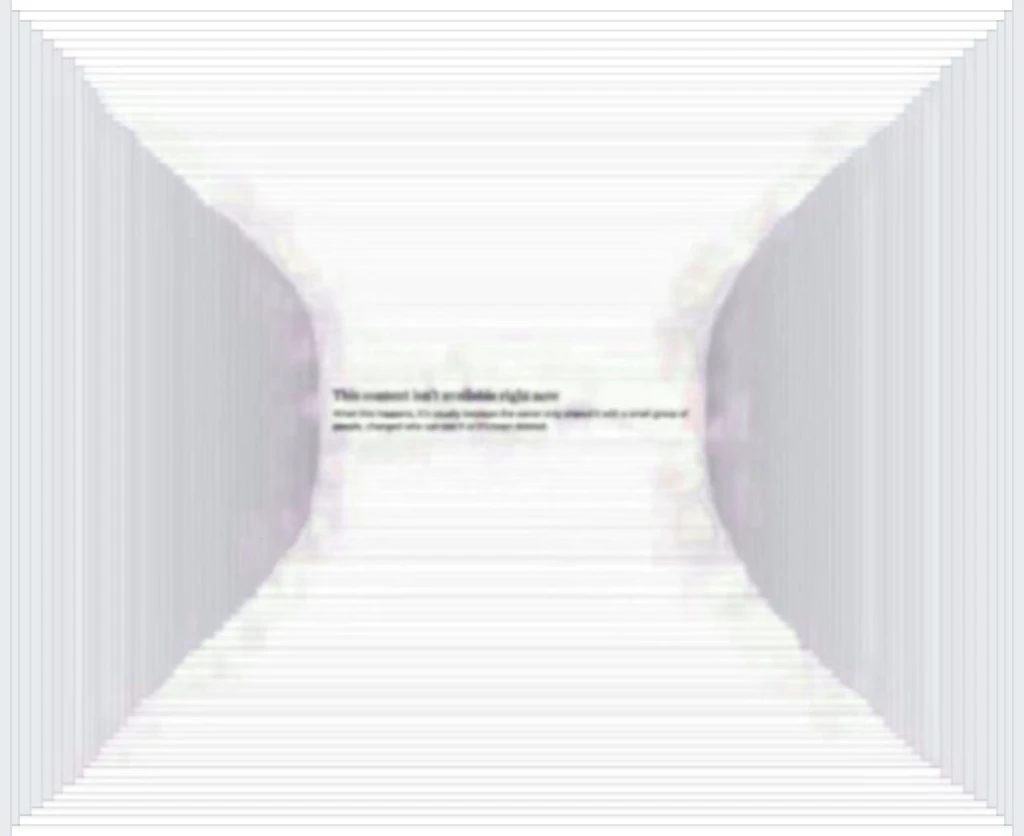 This content isn't available right now
When this happens, it's usually because the owner only shared it with a small group of
people, changed who can see it or it's been deleted.